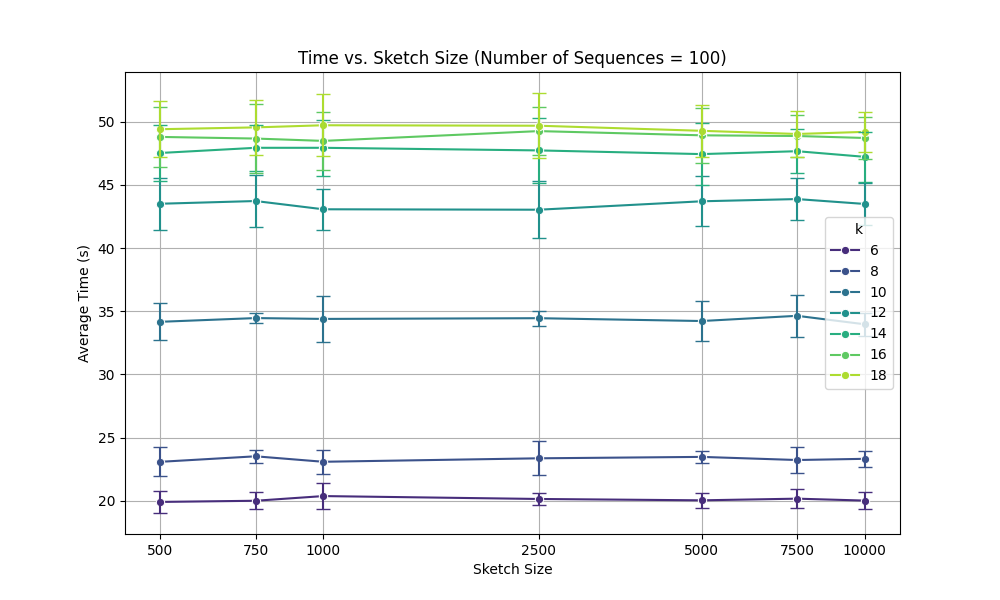 Time vs. Sketch Size (Number of Sequences = 100)
Average Time (s)
50
45
40
35
30
25
20
k
6
8
10
12
14
16
18
500 750 1000 2500 5000 7500 10000
Sketch Size